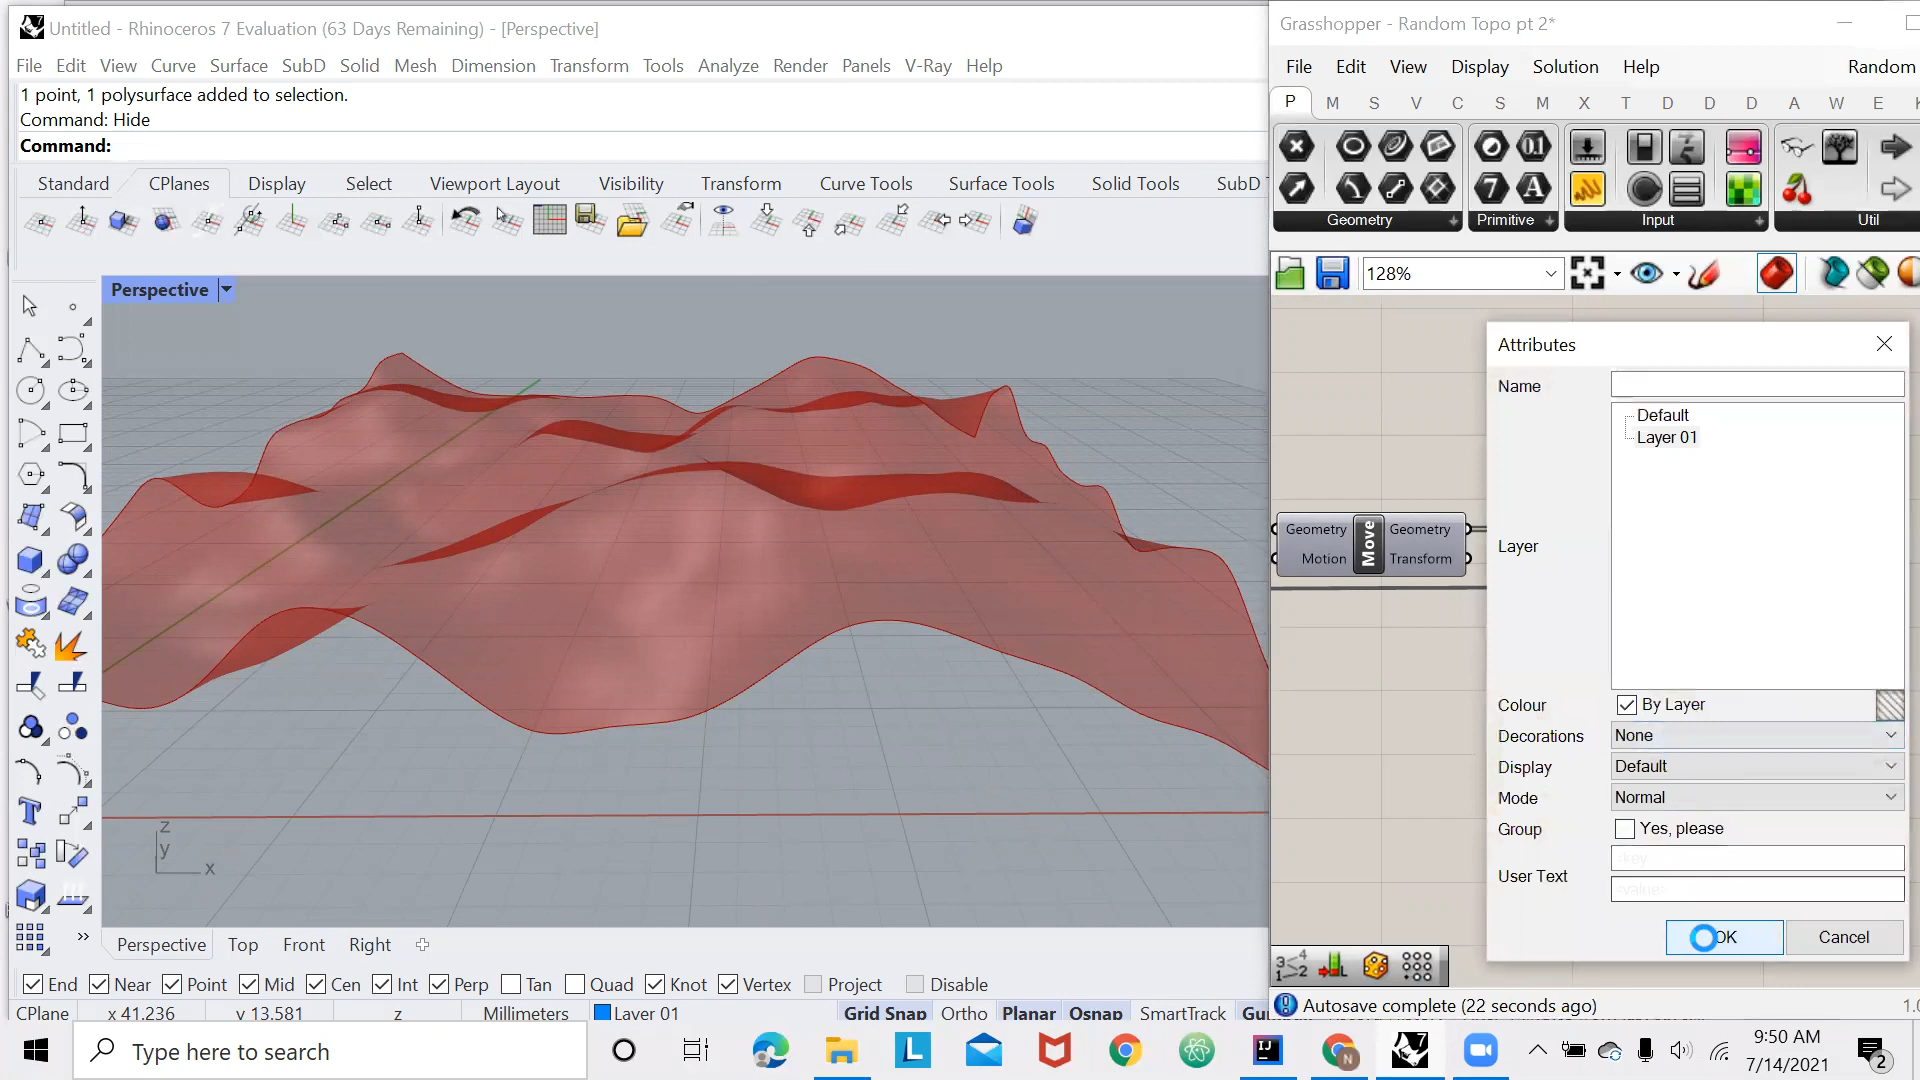 Untitled - Rhinoceros 7 Evaluation (63 Days Remaining) - [Perspective]
File Edit View Curve Surface SubD Solid Mesh Dimension Transform Tools Analyze Render Panels V-Ray Help
1 point, 1 polysurface added to selection.
Command: Hide
Command:
Standard CPlanes Display Select Viewport Layout Visibility Transform Curve Tools Surface Tools Solid Tools SubD T
Perspective
z
y
x
Perspective Top Front Right
End Near Point Mid Cen Int Perp Tan Quad Knot Vertex Project Disable
CPlane x 41.236 y 13.581 z Millimeters Layer 01 Grid Snap Ortho Planar Osnap SmartTrack Gu
Grasshopper - Random Topo pt 2*
File Edit View Display Solution Help Random
P M S V C S M X T D D D A W E
Geometry Primitive Input Util
128%
Geometry Move Geometry
Motion Transform
Attributes
Name
Default
Layer 01
Layer
Colour By Layer
Decorations None
Display Default
Mode Normal
Group Yes, please
key
User Text
value
OK Cancel
Autosave complete (22 seconds ago) 1.0
Type here to search
9:50 AM
7/14/2021
2